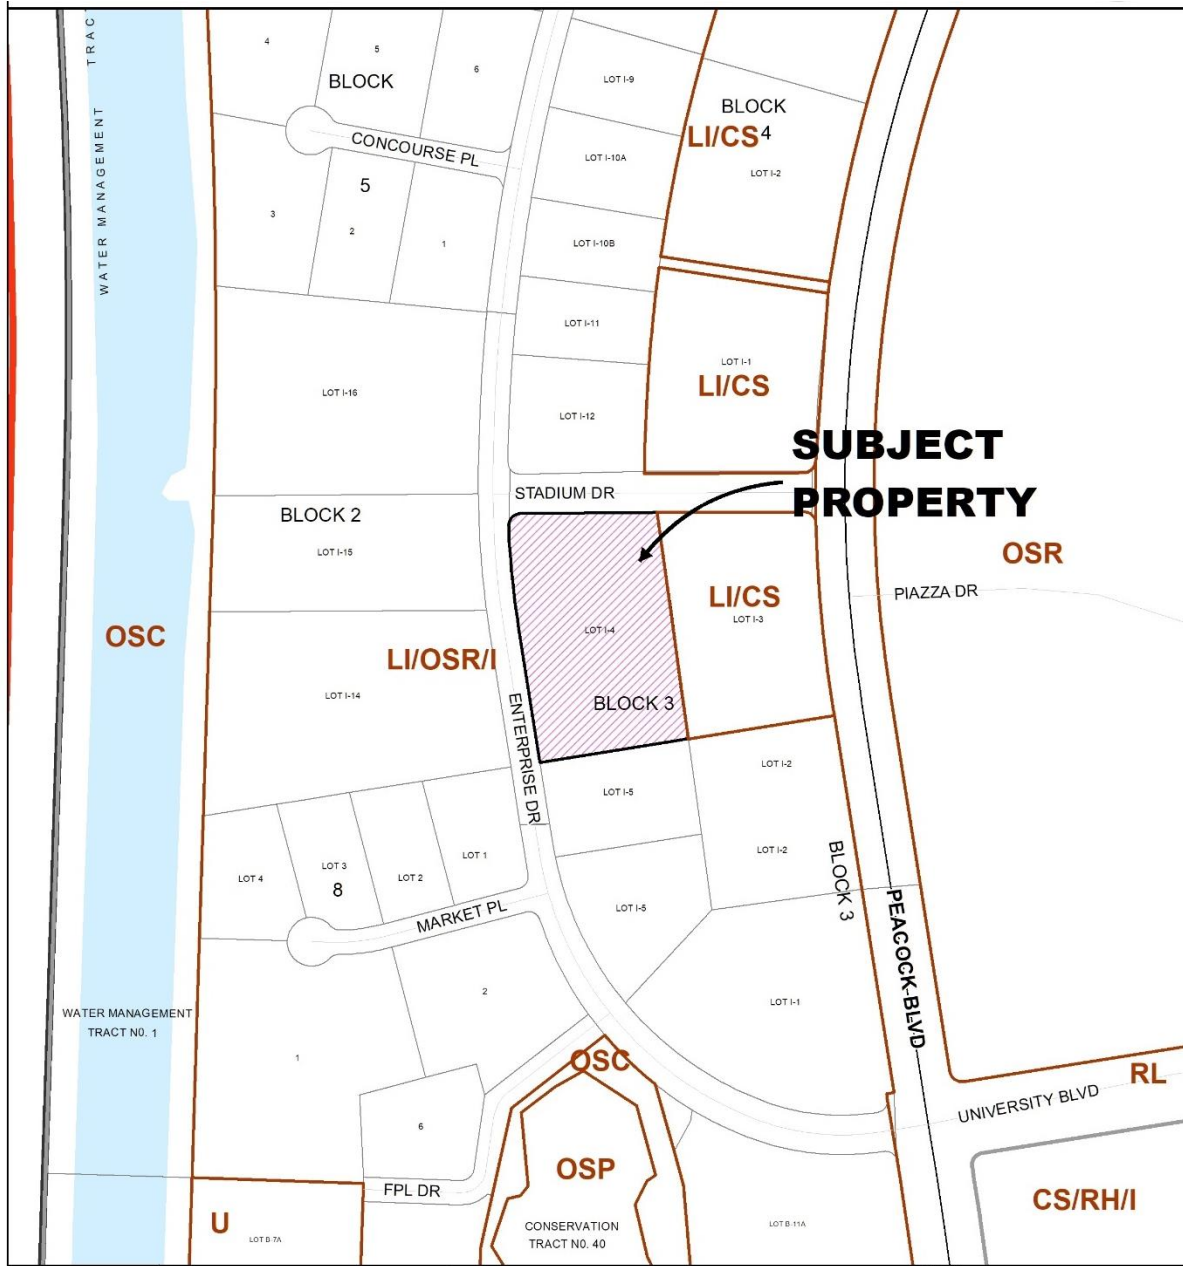 TRAC
WATER MANAGEMENT
4
5
6
BLOCK
CONCOURSE PL
5
3
2
1
LOT I-9
LOT I-10A
LOT I-10B
LOT I-11
LOT I-12
BLOCK
4
LI/CS
LOT I-2
LOT I-1
LI/CS
LOT I-16
SUBJECT
PROPERTY
STADIUM DR
BLOCK 2
LOT I-15
OSR
PIAZZA DR
LI/CS
LOT I-3
LOT I-4
BLOCK 3
OSC
LI/OSR/I
LOT I-14
ENTERPRISE DR
LOT I-2
LOT I-5
LOT I-2
LOT I-5
BLOCK 3
PEACOCK BLVD
LOT 4
LOT 3
8
LOT 2
LOT 1
MARKET PL
2
LOT I-1
WATER MANAGEMENT
TRACT N0. 1
1
OSC
RL
UNIVERSITY BLVD
6
OSP
FPL DR
CS/RH/I
U
LOT B-7A
CONSERVATION
TRACT N0. 40
LOT B-11A